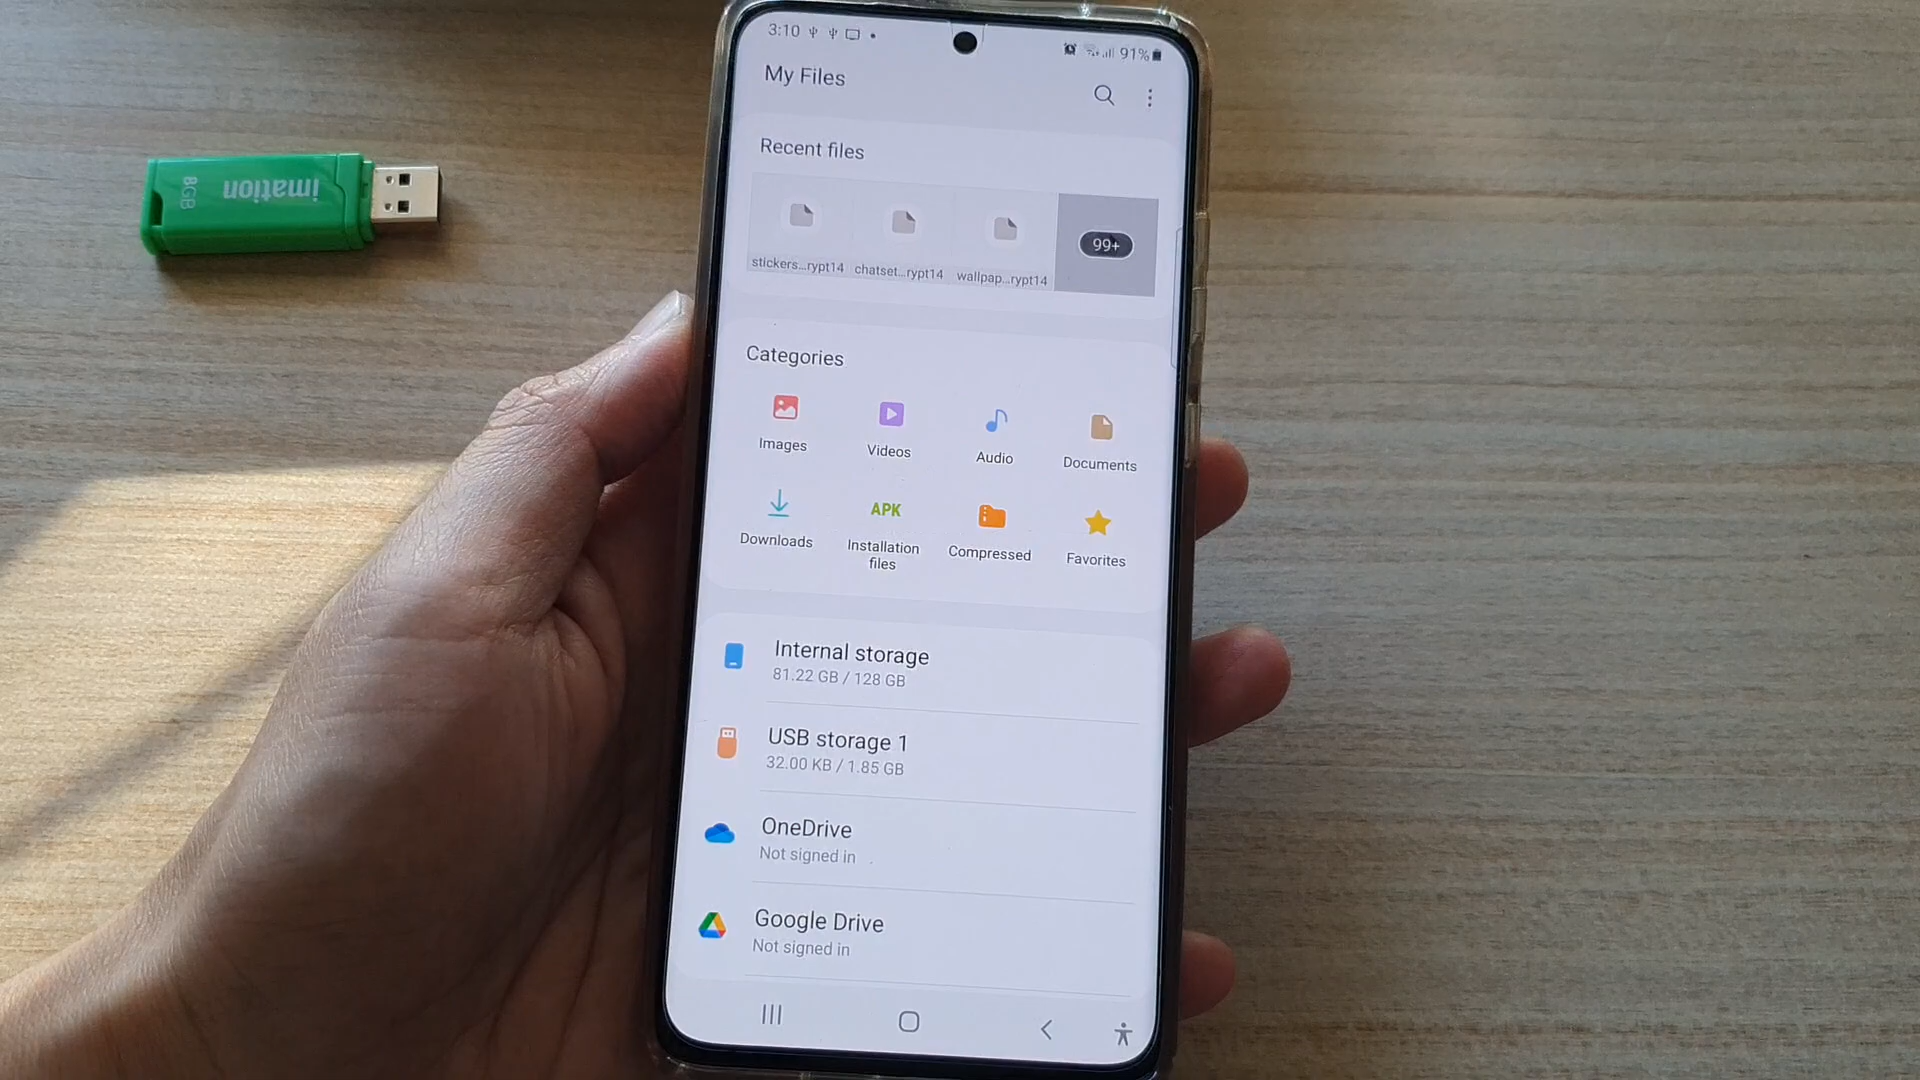 3:10
91%
My Files
imation
8GB
Recent files
99+
stickers...rypt14
chatset...rypt14
wallpap...rypt14
Categories
Images
Videos
Audio
Documents
APK
Downloads
Installation
files
Compressed
Favorites
Internal storage
81.22 GB / 128 GB
USB storage 1
32.00 KB / 1.85 GB
OneDrive
Not signed in
Google Drive
Not signed in